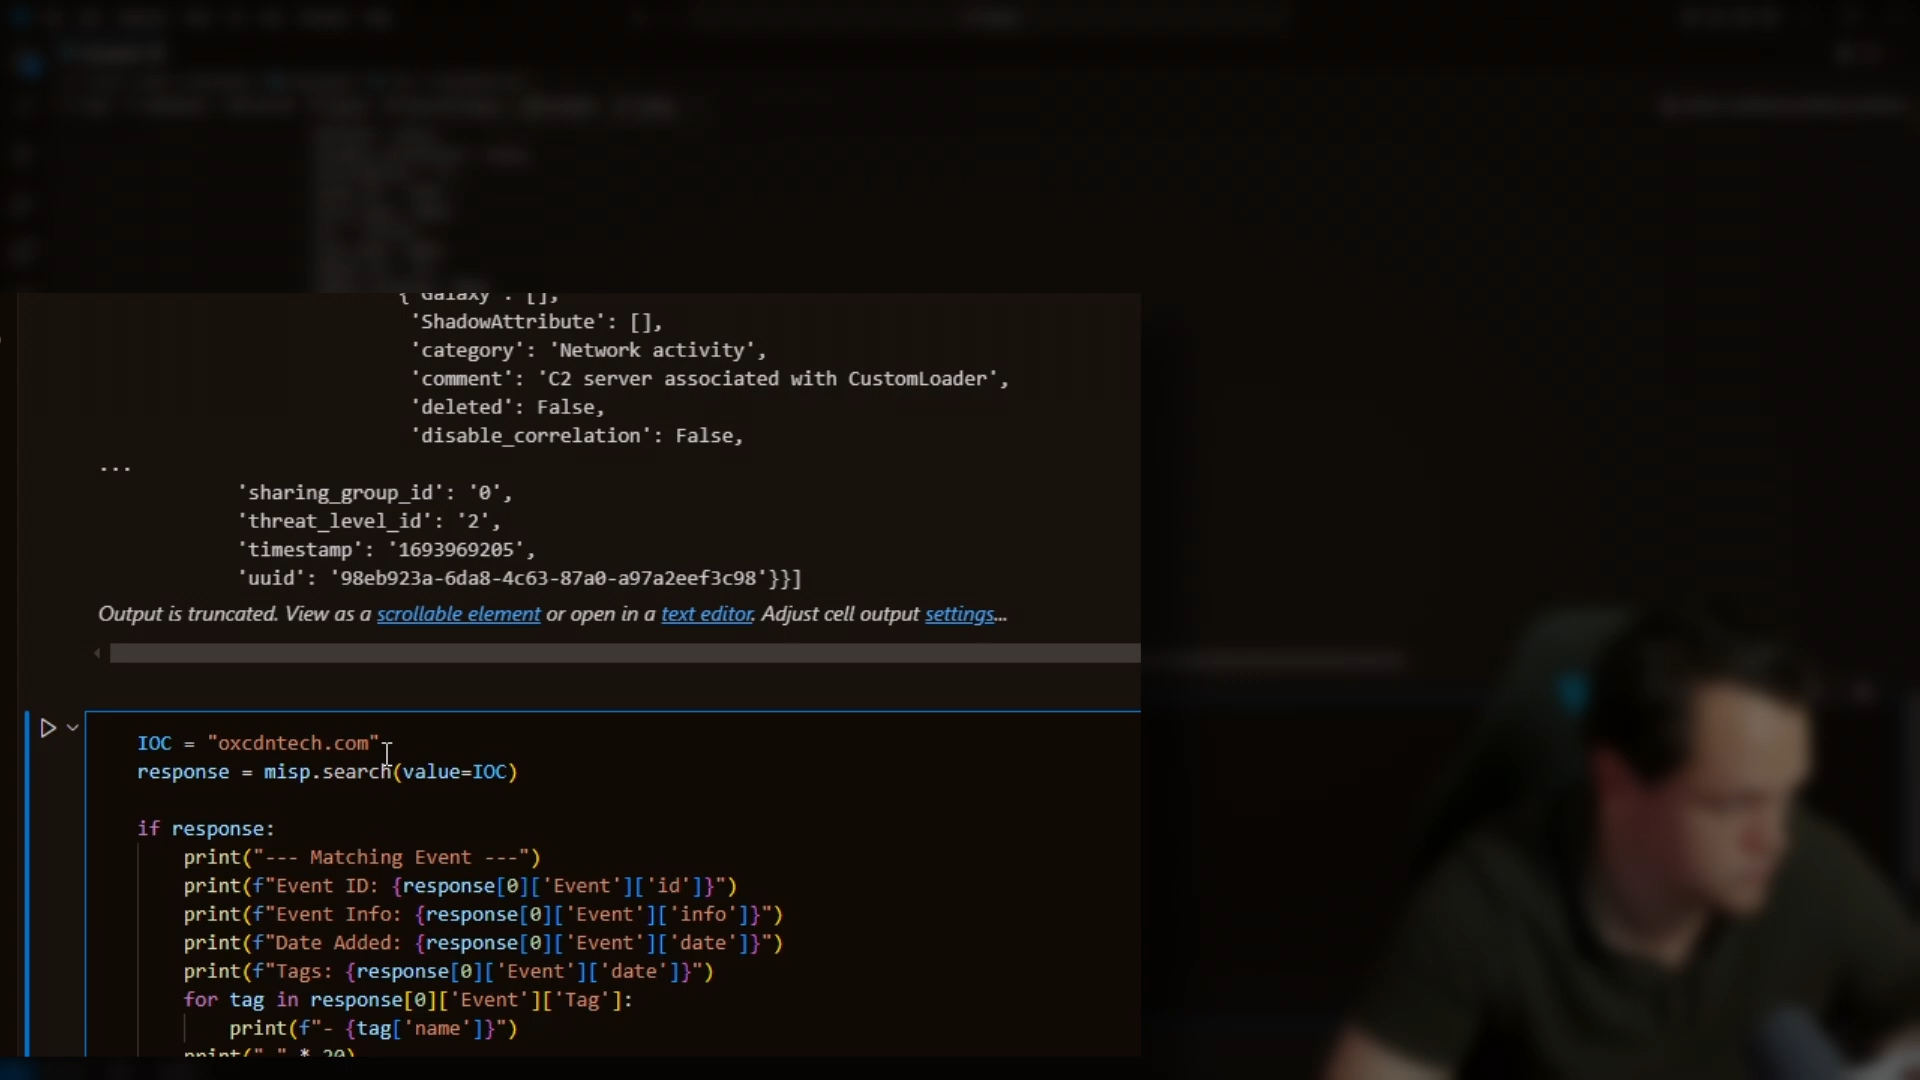 {'Galaxy': [],
'ShadowAttribute': [],
'category': 'Network activity',
'comment': 'C2 server associated with CustomLoader',
'deleted': False,
'disable_correlation': False,
...
'sharing_group_id': '0',
'threat_level_id': '2',
'timestamp': '1693969205',
'uuid': '98eb923a-6da8-4c63-87a0-a97a2eef3c98'}}]
Output is truncated. View as a scrollable element or open in a text editor. Adjust cell output settings...
IOC = "oxcdntech.com"
response = misp.search(value=IOC)
if response:
print("--- Matching Event ---")
print(f"Event ID: {response[0]['Event']['id']}")
print(f"Event Info: {response[0]['Event']['info']}")
print(f"Date Added: {response[0]['Event']['date']}")
print(f"Tags: {response[0]['Event']['date']}")
for tag in response[0]['Event']['Tag']:
print(f"- {tag['name']}")
print("-" * 20)